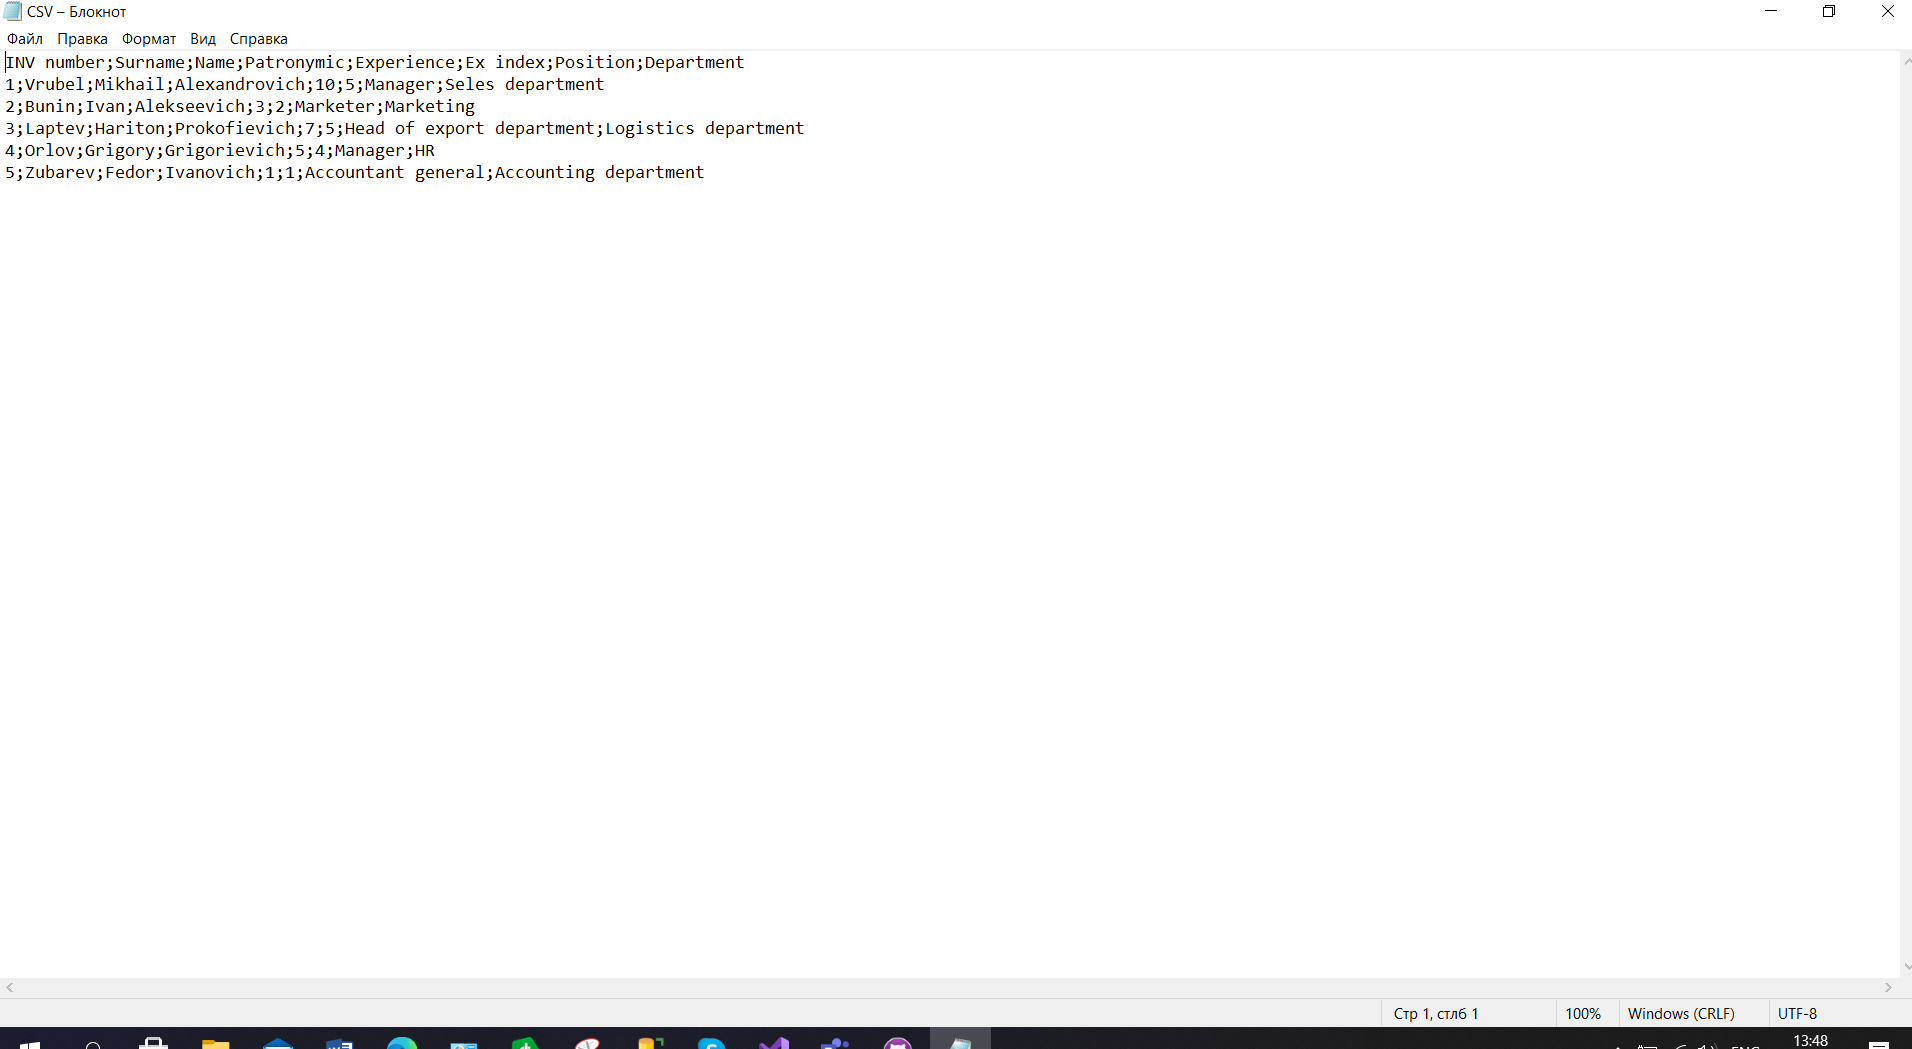 CSV – Блокнот
Файл Правка Формат Вид Справка
INV number;Surname;Name;Patronymic;Experience;Ex index;Position;Department
1;Vrubel;Mikhail;Alexandrovich;10;5;Manager;Seles department
2;Bunin;Ivan;Alekseevich;3;2;Marketer;Marketing
3;Laptev;Hariton;Prokofievich;7;5;Head of export department;Logistics department
4;Orlov;Grigory;Grigorievich;5;4;Manager;HR
5;Zubarev;Fedor;Ivanovich;1;1;Accountant general;Accounting department
Стр 1, стлб 1 100% Windows (CRLF) UTF-8
13:48